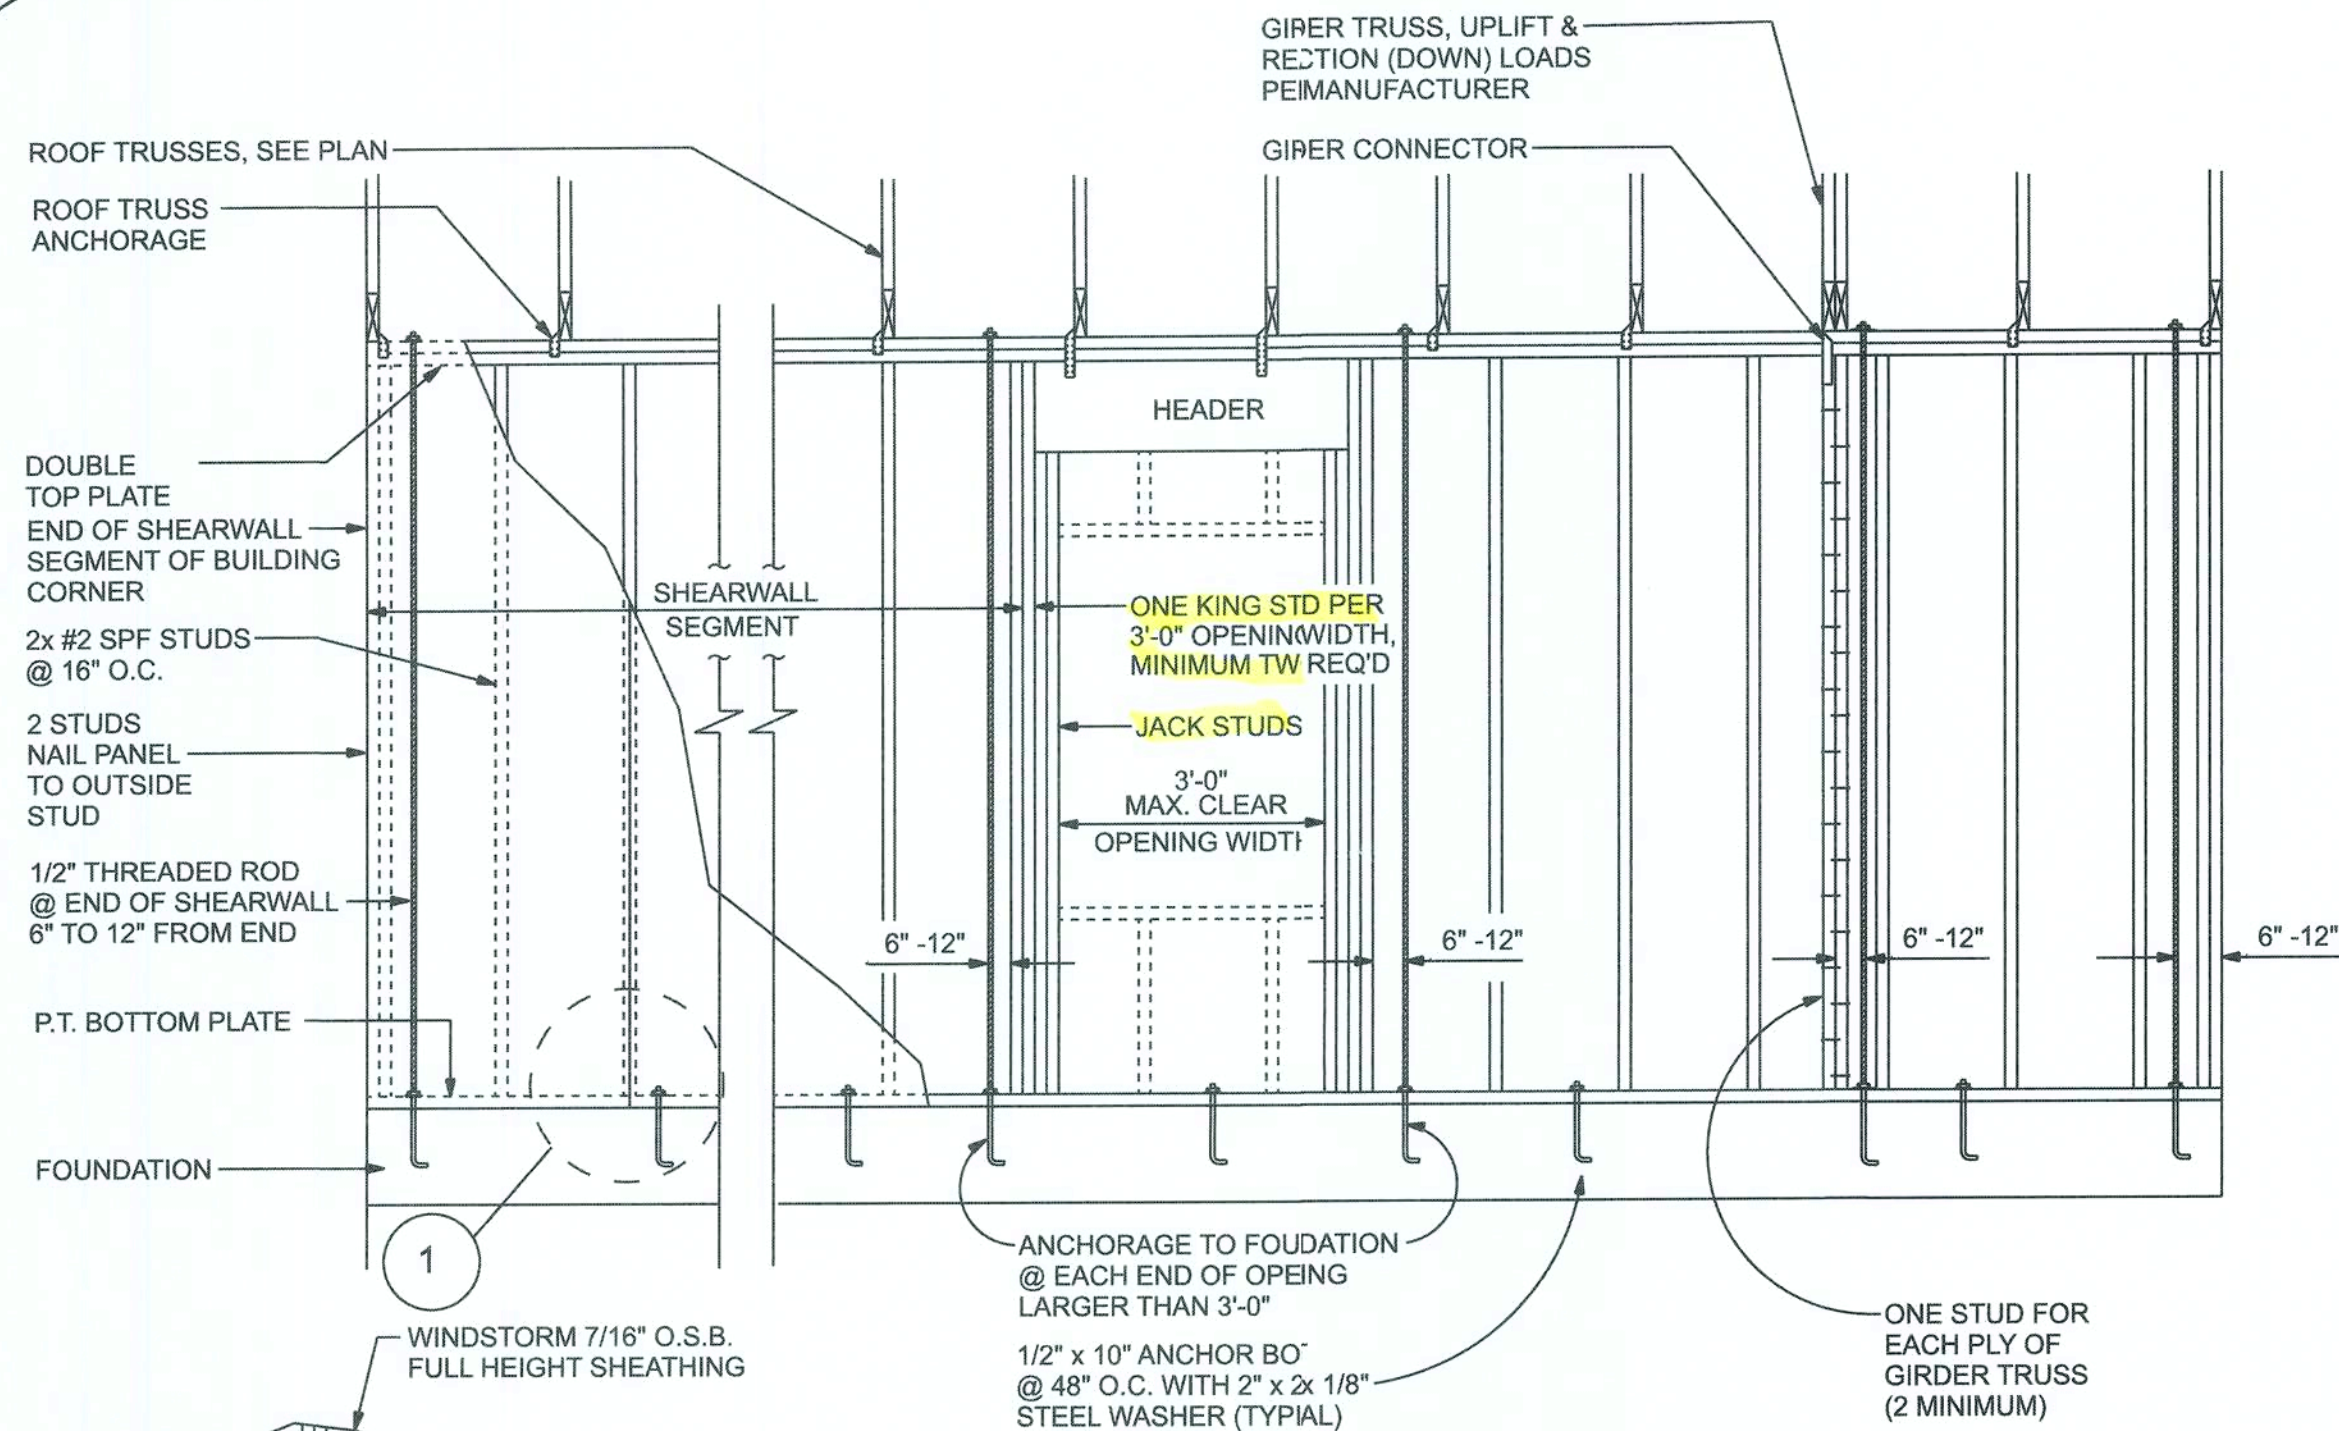 GIRER TRUSS, UPLIFT &
RECTION (DOWN) LOADS
PEIMANUFACTURER
GIRER CONNECTOR
ROOF TRUSSES, SEE PLAN
ROOF TRUSS
ANCHORAGE
HEADER
DOUBLE
TOP PLATE
END OF SHEARWALL
SEGMENT OF BUILDING
CORNER
SHEARWALL
SEGMENT
ONE KING STD PER
3'-0" OPENIN(WIDTH,
MINIMUM TW REQ'D
2x #2 SPF STUDS
@ 16" O.C.
JACK STUDS
2 STUDS
NAIL PANEL
TO OUTSIDE
STUD
3'-0"
MAX. CLEAR
OPENING WIDTH
1/2" THREADED ROD
@ END OF SHEARWALL
6" TO 12" FROM END
6" -12"
6" -12"
6" -12"
6" -12"
P.T. BOTTOM PLATE
FOUNDATION
1
ANCHORAGE TO FOUDATION
@ EACH END OF OPEING
LARGER THAN 3'-0"
WINDSTORM 7/16" O.S.B.
FULL HEIGHT SHEATHING
1/2" x 10" ANCHOR BO
@ 48" O.C. WITH 2" x 2x 1/8"
STEEL WASHER (TYPIAL)
ONE STUD FOR
EACH PLY OF
GIRDER TRUSS
(2 MINIMUM)